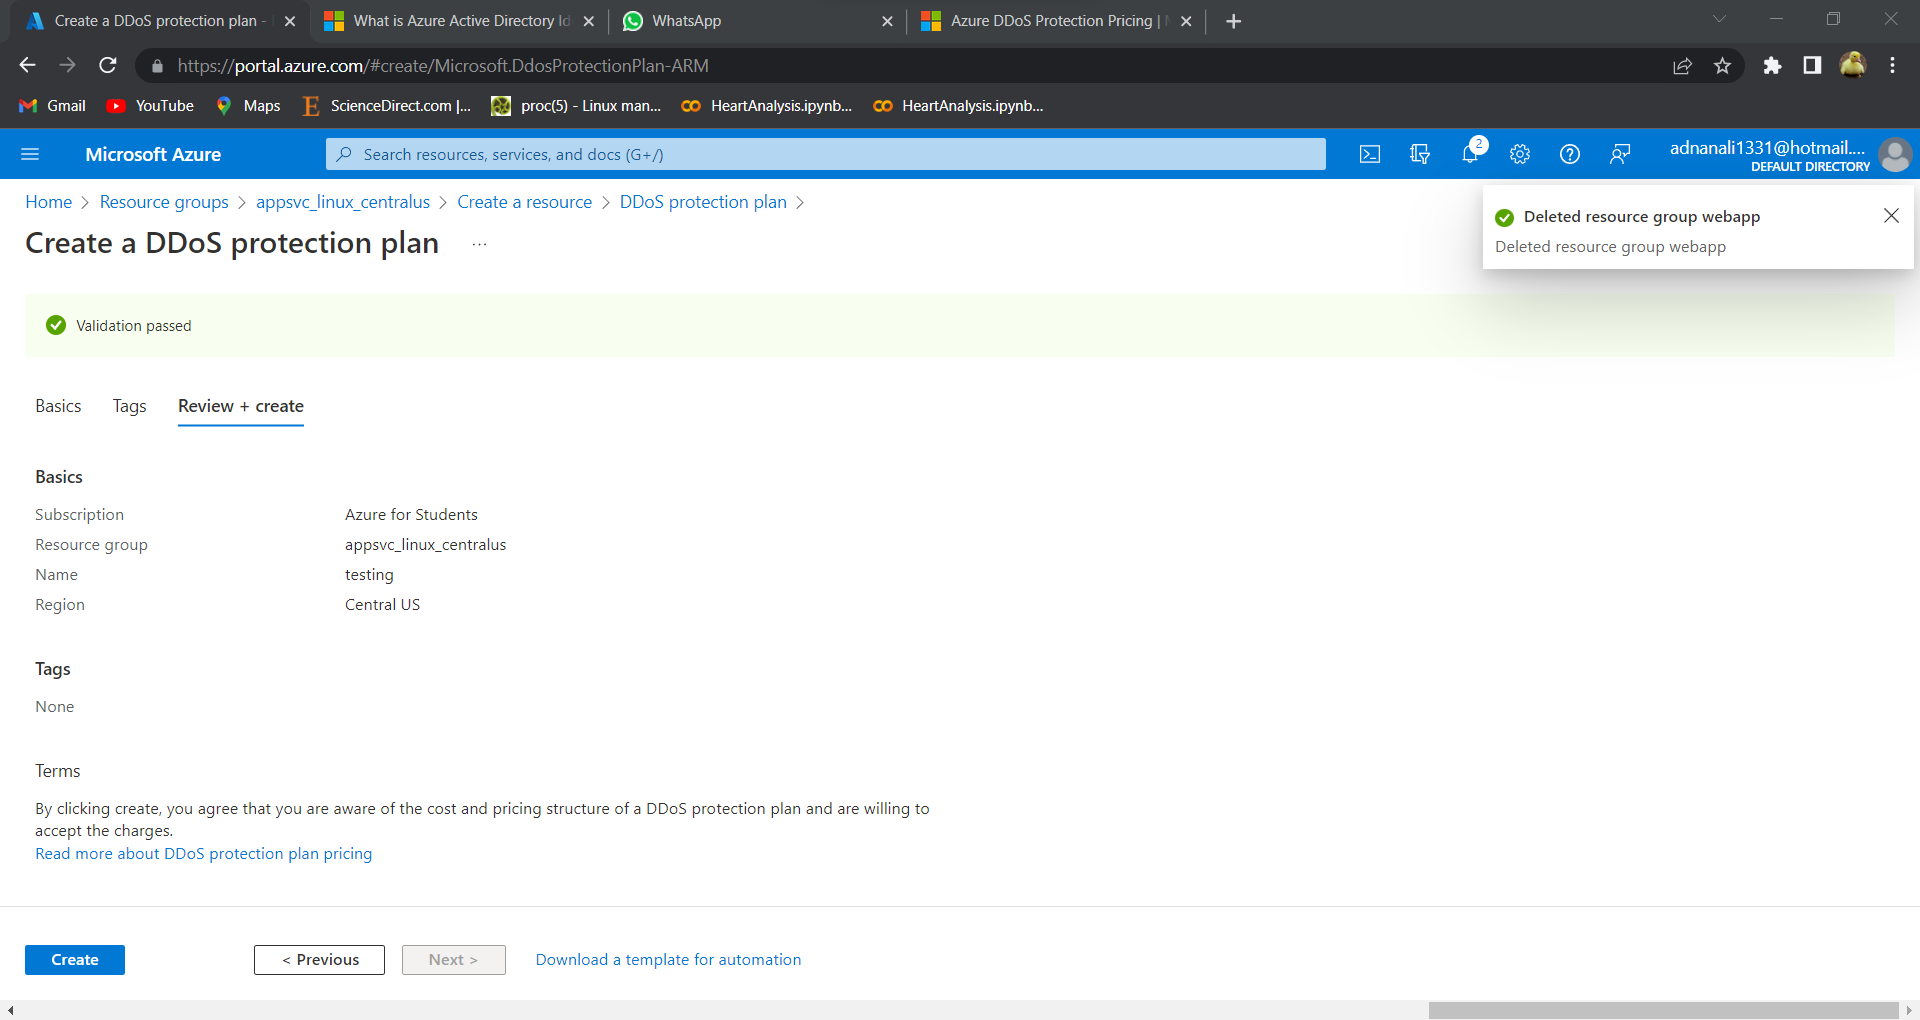 Create a DDoS protection plan -
What is Azure Active Directory Id
WhatsApp
Azure DDoS Protection Pricing |
https://portal.azure.com/#create/Microsoft.DdosProtectionPlan-ARM
Gmail
YouTube
Maps
ScienceDirect.com |...
proc(5) - Linux man...
HeartAnalysis.ipynb...
HeartAnalysis.ipynb...
Microsoft Azure
Search resources, services, and docs (G+/)
2
adnanali1331@hotmail....
DEFAULT DIRECTORY
Home > Resource groups > appsvc_linux_centralus > Create a resource > DDoS protection plan >
Create a DDoS protection plan ...
Deleted resource group webapp
Deleted resource group webapp
Validation passed
Basics
Tags
Review + create
Basics
Subscription Azure for Students
Resource group appsvc_linux_centralus
Name testing
Region Central US
Tags
None
Terms
By clicking create, you agree that you are aware of the cost and pricing structure of a DDoS protection plan and are willing to
accept the charges.
Read more about DDoS protection plan pricing
Create
< Previous
Next >
Download a template for automation